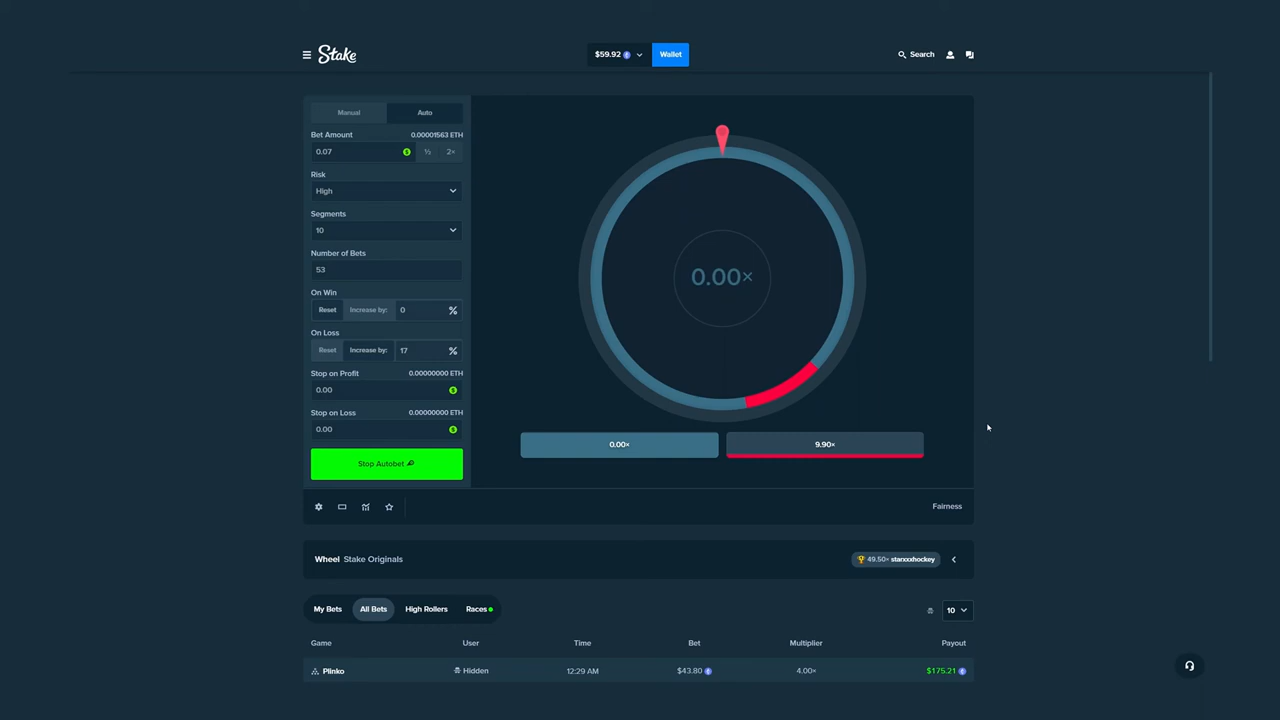 Stake
$59.92
Wallet
Search
Manual
Auto
Bet Amount
0.00001563 ETH
0.07
½
2×
Risk
High
Segments
10
Number of Bets
53
On Win
Reset
Increase by:
0
%
On Loss
Reset
Increase by:
17
%
Stop on Profit
0.00000000 ETH
0.00
Stop on Loss
0.00000000 ETH
0.00
Stop Autobet
0.00×
0.00×
9.90×
Fairness
Wheel Stake Originals
49.50× starxxxhockey
My Bets
All Bets
High Rollers
Races
10
Game
User
Time
Bet
Multiplier
Payout
Plinko
Hidden
12:29 AM
$43.80
4.00×
$175.21